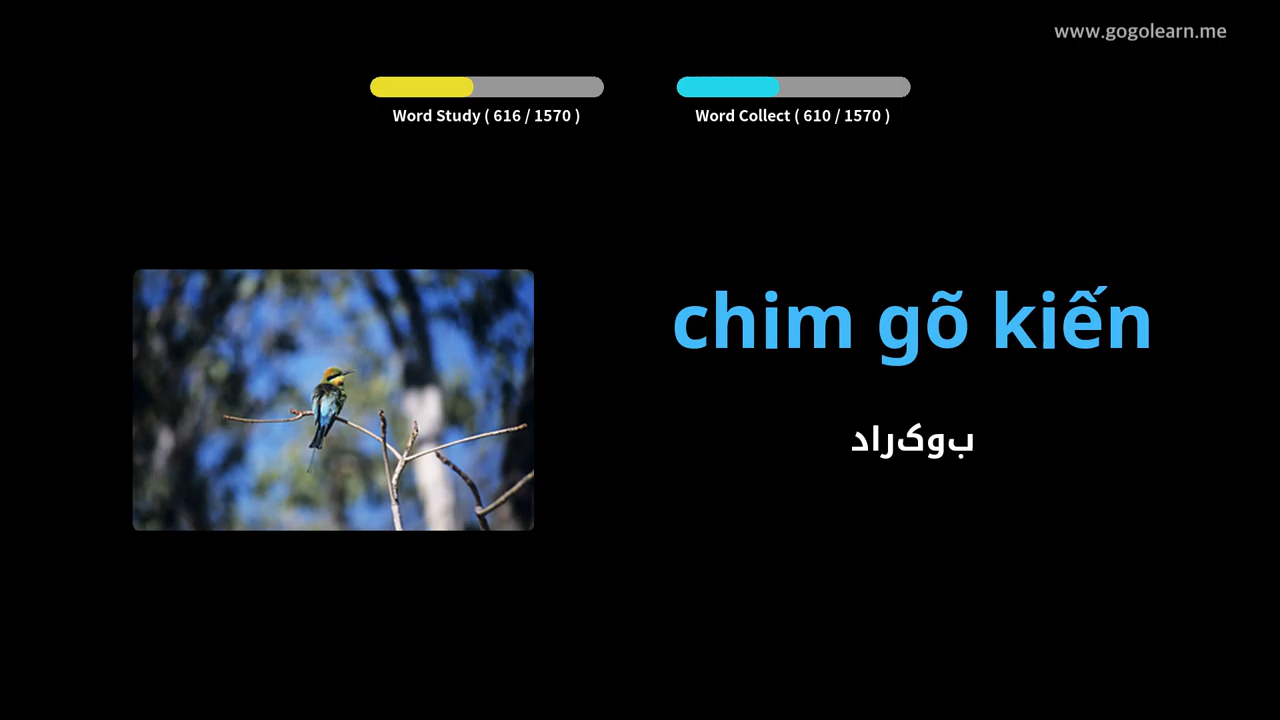 www.gogolearn.me
Word Study ( 616 / 1570 )
Word Collect ( 610 / 1570 )
chim gõ kiến
بوکراد